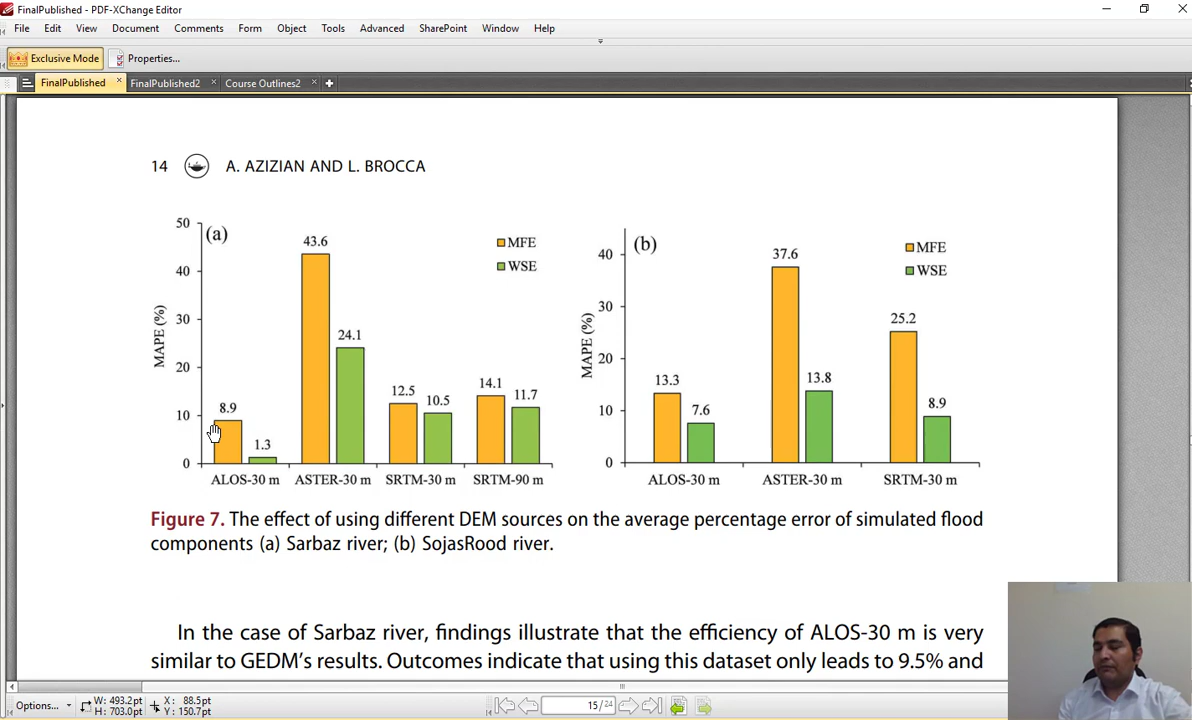 FinalPublished - PDF-XChange Editor
File Edit View Document Comments Form Object Tools Advanced SharePoint Window Help
Exclusive Mode Properties...
FinalPublished FinalPublished2 Course Outlines2
14 A. AZIZIAN AND L. BROCCA
(a)
MAPE (%)
50
40
30
20
10
0
MFE
WSE
8.9 1.3 43.6 24.1 12.5 10.5 14.1 11.7
ALOS-30 m ASTER-30 m SRTM-30 m SRTM-90 m
(b)
MAPE (%)
40
30
20
10
0
MFE
WSE
13.3 7.6 37.6 13.8 25.2 8.9
ALOS-30 m ASTER-30 m SRTM-30 m
Figure 7. The effect of using different DEM sources on the average percentage error of simulated flood
components (a) Sarbaz river; (b) SojasRood river.
In the case of Sarbaz river, findings illustrate that the efficiency of ALOS-30 m is very
similar to GEDM's results. Outcomes indicate that using this dataset only leads to 9.5% and
Options... W: 493.2pt X: 88.5pt 15/24
H: 703.0pt Y: 150.7pt